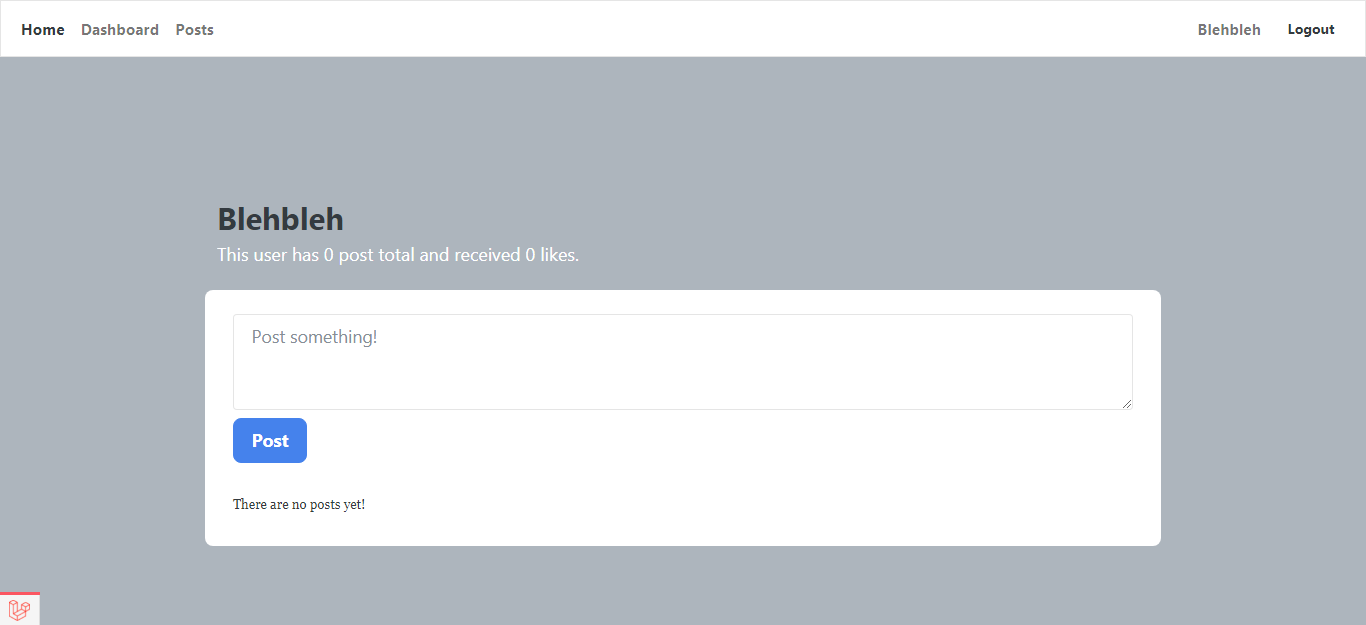 Home Dashboard Posts Blehbleh Logout
Blehbleh
This user has 0 post total and received 0 likes.
Post something!
Post
There are no posts yet!